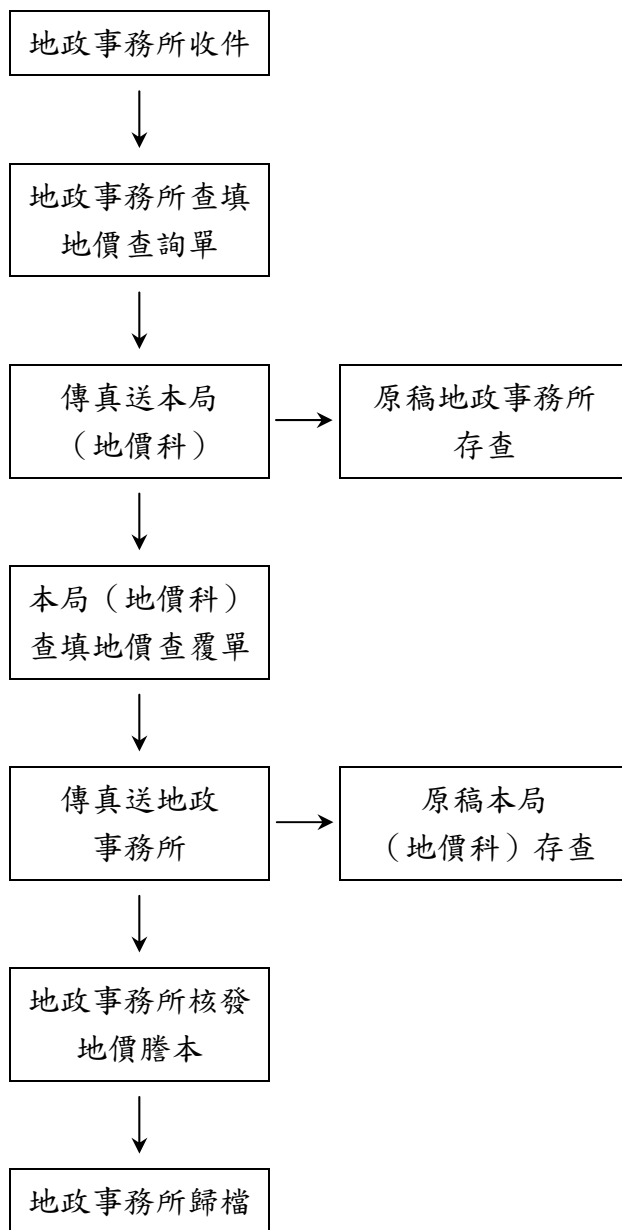 地政事務所收件
地政事務所查填
地價查詢單
傳真送本局
（地價科）
原稿地政事務所
存查
本局（地價科）
查填地價查覆單
傳真送地政
事務所
原稿本局
（地價科）存查
地政事務所核發
地價謄本
地政事務所歸檔